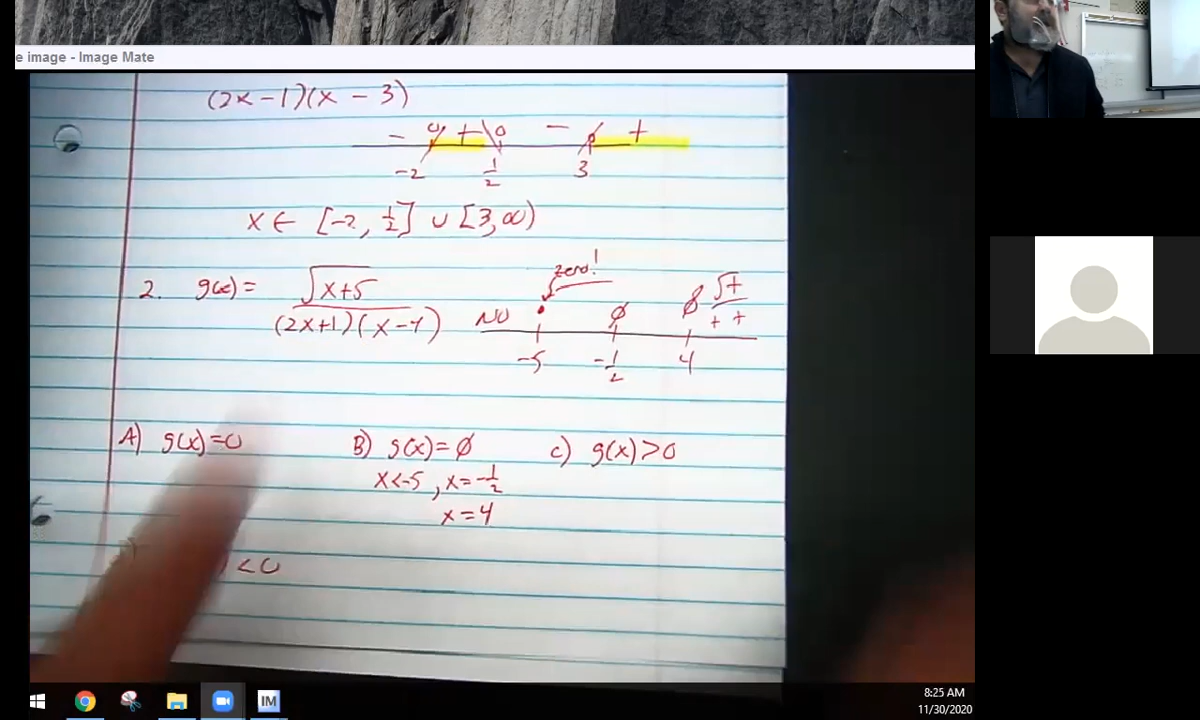 e image - Image Mate
(2x-1)(x-3)
- 0 + 0 - 0 +
-2 1/2 3
x ∈ [-2, 1/2] ∪ [3, ∞)
zero!
2. g(x) = √x+5 / (2x+1)(x-4)
NO ∅ ∅ √+ / + +
-5 -1/2 4
A) g(x)=0 B) g(x)=∅ C) g(x)>0
x<-5, x=-1/2
x=4
) <0
IM
8:25 AM
11/30/2020